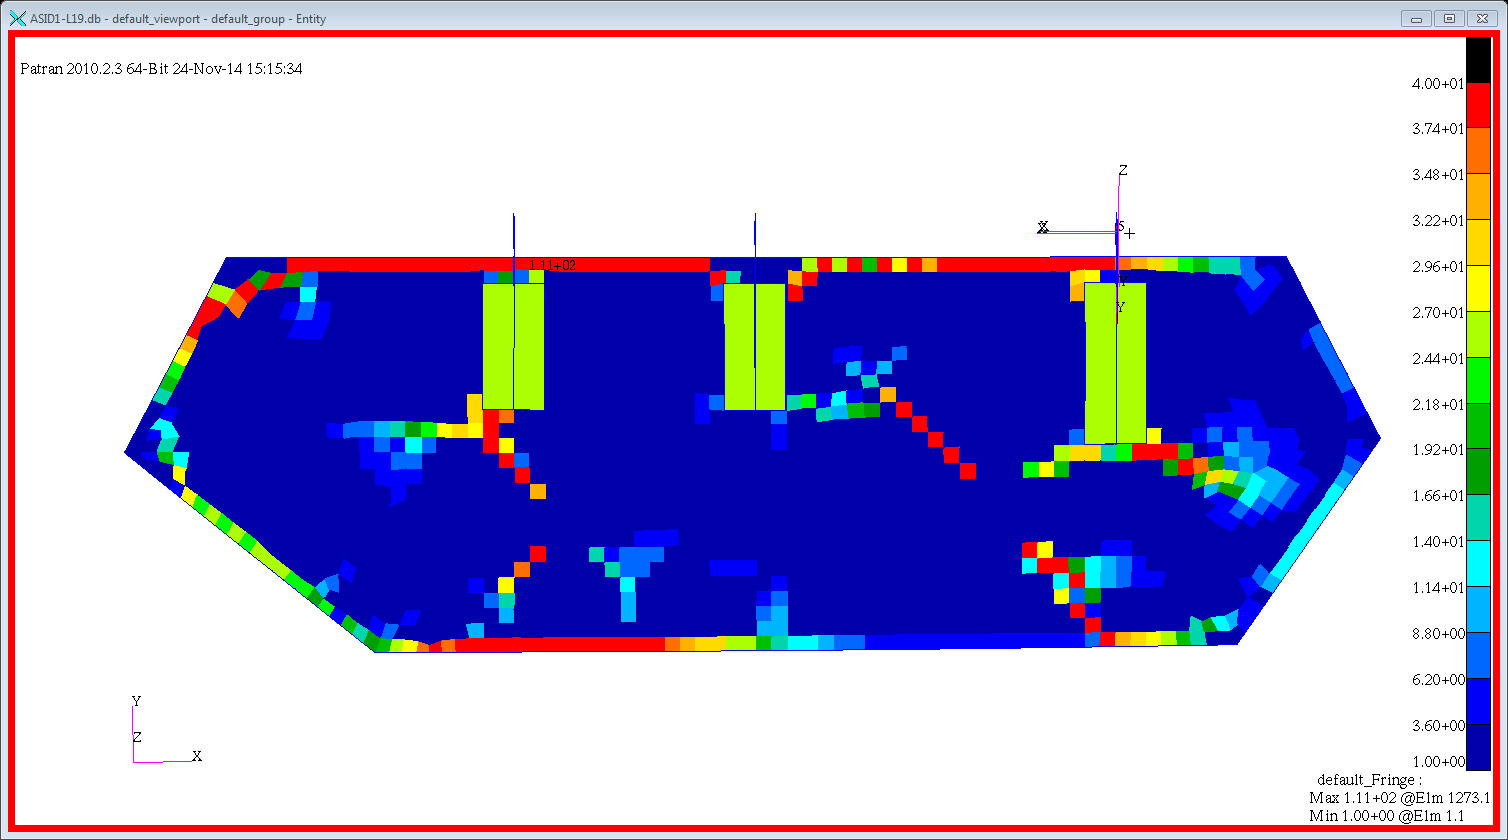 ASID1-L19.db - default_viewport - default_group - Entity
Patran 2010.2.3 64-Bit 24-Nov-14 15:15:34
4.00+01
3.74+01
3.48+01
3.22+01
2.96+01
2.70+01
2.44+01
2.18+01
1.92+01
1.66+01
1.40+01
1.14+01
8.80+00
6.20+00
3.60+00
1.00+00
Z
X
5
1.11+02
Y
Y
Y
Z
X
default_Fringe :
Max 1.11+02 @Elm 1273.1
Min 1.00+00 @Elm 1.1